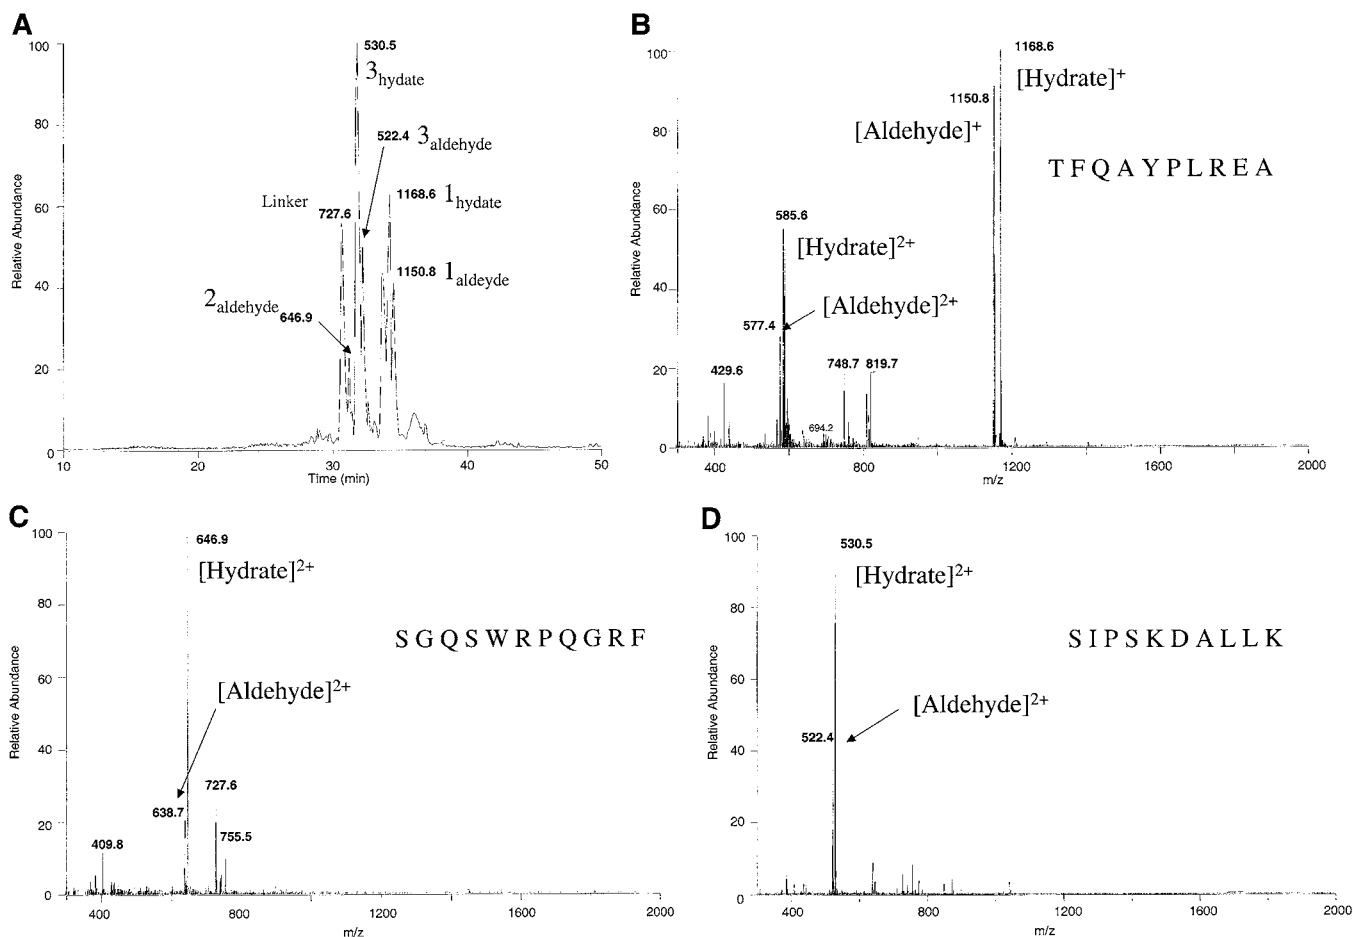 A
100
80
60
40
20
0
Relative Abundance
530.5
3hydate
522.4 3aldehyde
Linker
727.6
1168.6 1hydate
1150.8 1aldeyde
2aldehyde 646.9
10 20 30 40 50
Time (min)
B
100
80
60
40
20
0
Relative Abundance
1168.6
[Hydrate]+
1150.8
[Aldehyde]+
TFQAYPLREA
585.6
[Hydrate]2+
[Aldehyde]2+
577.4
429.6
748.7 819.7
694.2
400 800 1200 1600 2000
m/z
C
100
80
60
40
20
0
Relative Abundance
646.9
[Hydrate]2+
SGQSWRPQGRF
[Aldehyde]2+
638.7
727.6
755.5
409.8
400 800 1200 1600 2000
m/z
D
100
80
60
40
20
0
Relative Abundance
530.5
[Hydrate]2+
SIPSKDALLK
[Aldehyde]2+
522.4
400 800 1200 1600 2000
m/z